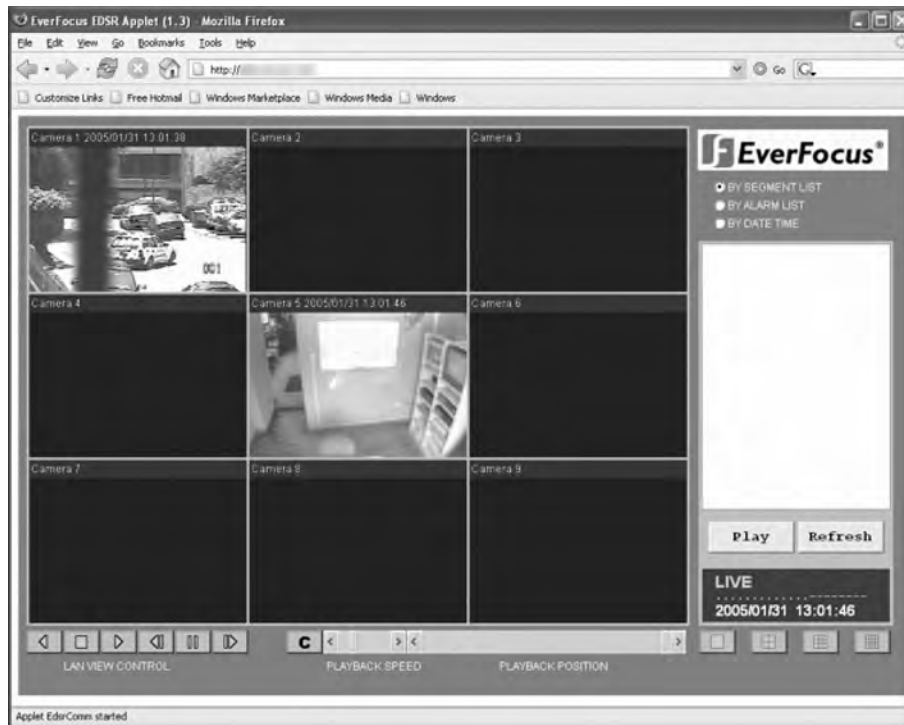 EverFocus EDSR Applet (1.3) - Mozilla Firefox
File Edit View Go Bookmarks Tools Help
http:// Go G
Customize Links Free Hotmail Windows Marketplace Windows Media Windows
Camera 1 2005/01/31 13:01:38
Camera 2
Camera 3
EverFocus®
BY SEGMENT LIST
BY ALARM LIST
BY DATE TIME
001
Camera 4
Camera 5 2005/01/31 13:01:46
Camera 6
Camera 7
Camera 8
Camera 9
Play Refresh
LIVE
2005/01/31 13:01:46
C
LAN VIEW CONTROL
PLAYBACK SPEED
PLAYBACK POSITION
Applet EdsrComm started